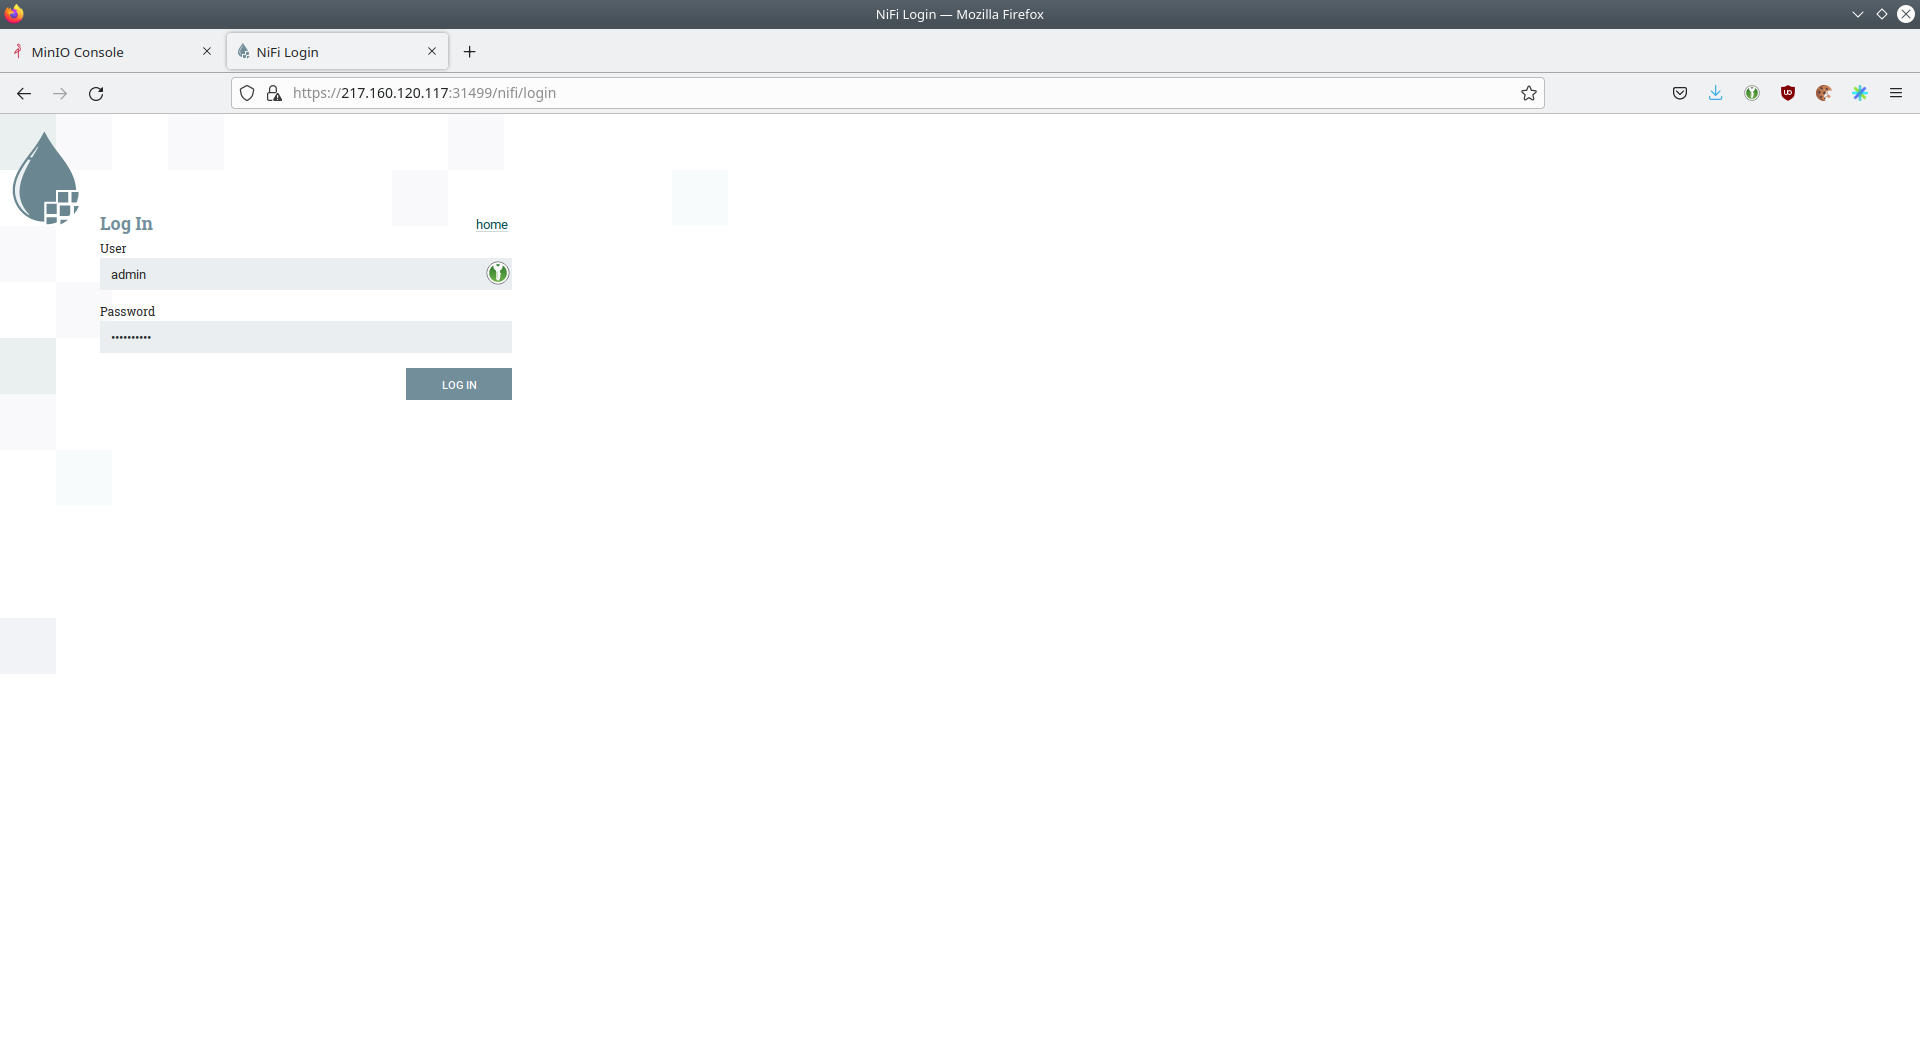 NiFi Login — Mozilla Firefox
MinIO Console
NiFi Login
https://217.160.120.117:31499/nifi/login
Log In
home
User
admin
Password
••••••••••
LOG IN